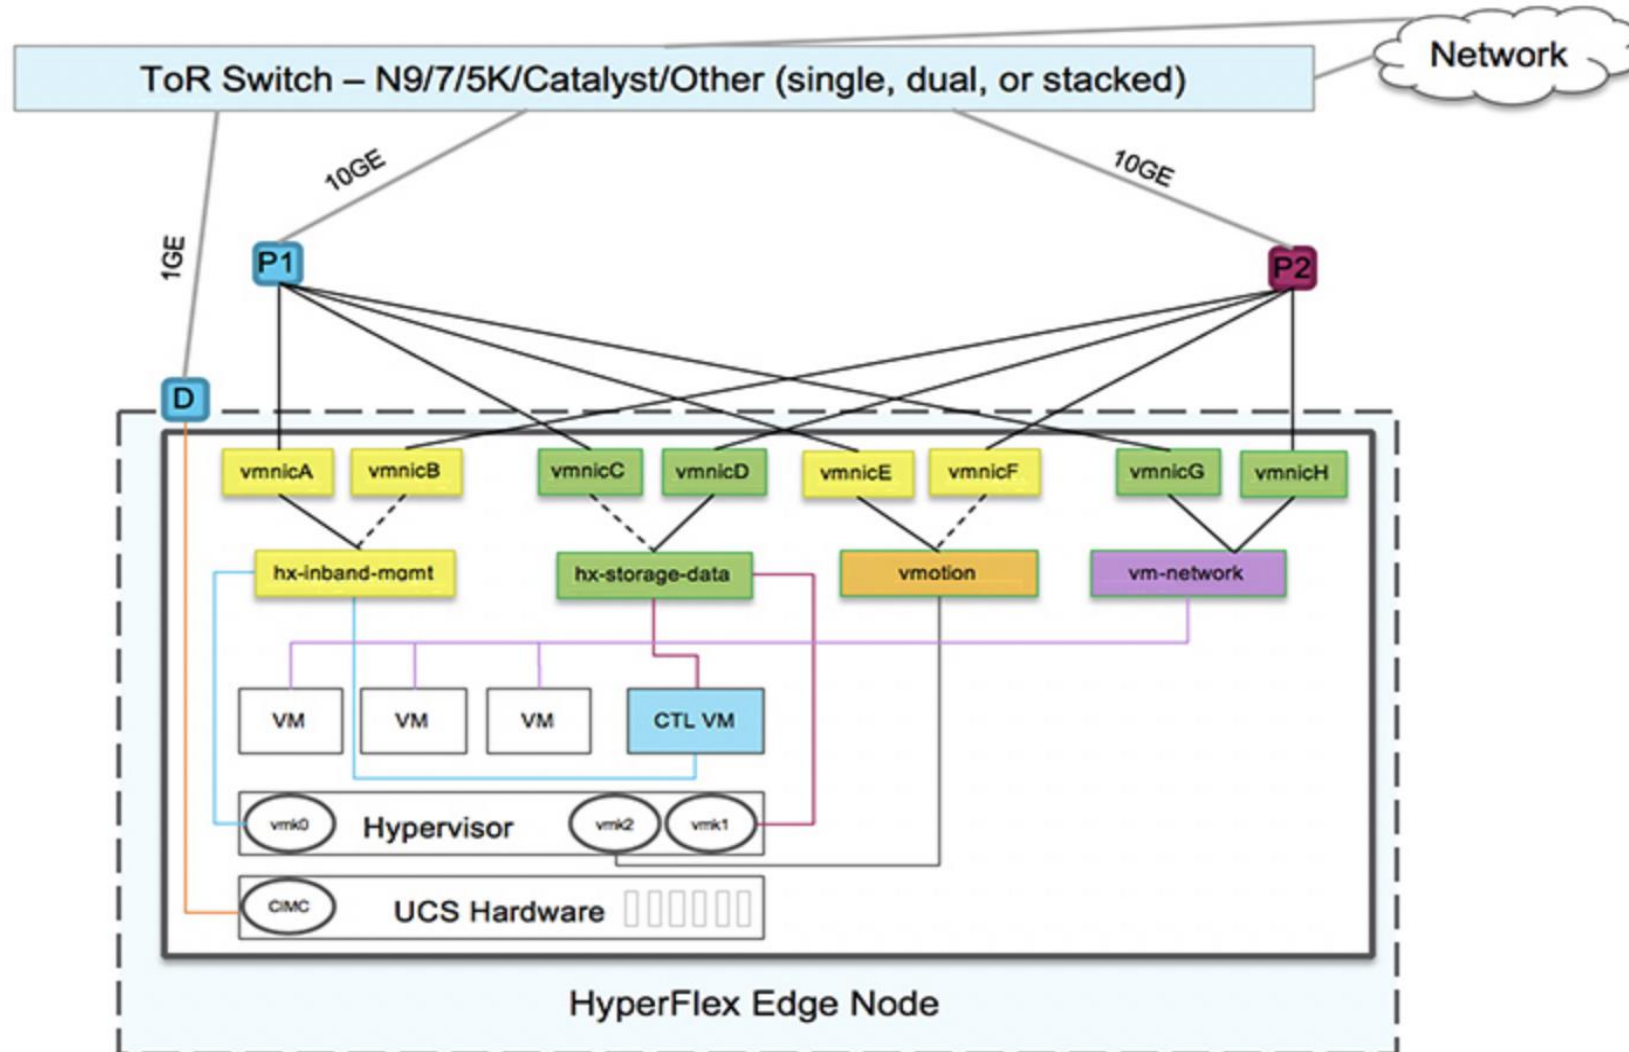 Network
ToR Switch – N9/7/5K/Catalyst/Other (single, dual, or stacked)
10GE
10GE
1GE
P1
P2
D
vmnicA
vmnicB
vmnicC
vmnicD
vmnicE
vmnicF
vmnicG
vmnicH
hx-inband-mgmt
hx-storage-data
vmotion
vm-network
VM
VM
VM
CTL VM
vmk0
Hypervisor
vmk2
vmk1
CIMC
UCS Hardware
HyperFlex Edge Node